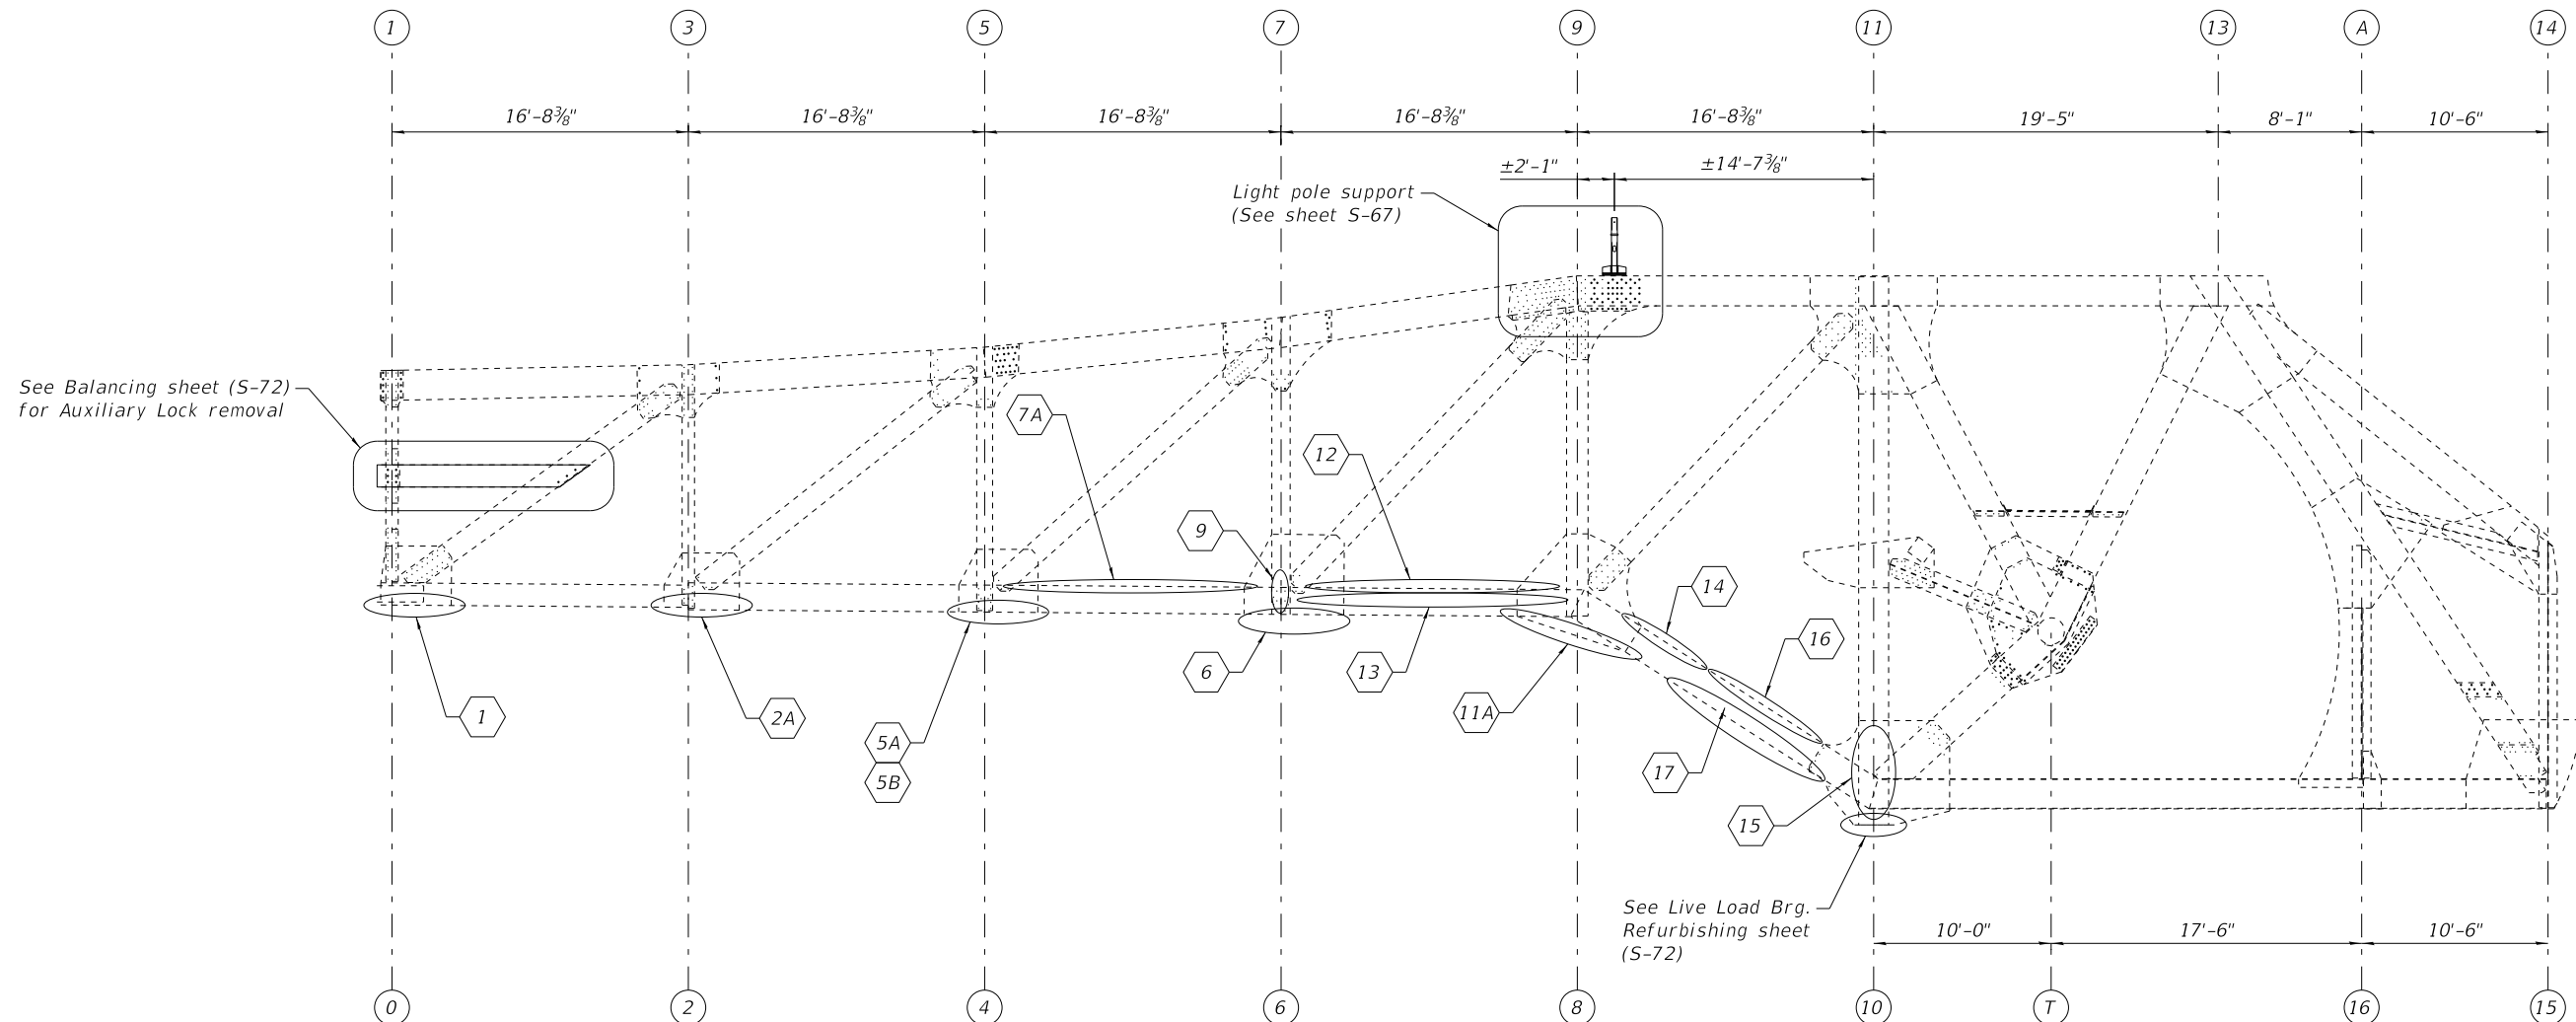 1 3 5 7 9 11 13 A 14
16'-8⅜" 16'-8⅜" 16'-8⅜" 16'-8⅜" 16'-8⅜" 19'-5" 8'-1" 10'-6"
±2'-1" ±14'-7⅜"
Light pole support
(See sheet S-67)
See Balancing sheet (S-72)
for Auxiliary Lock removal
7A
12
9
14
16
6
13
11A
1
2A
5A
5B
17
15
See Live Load Brg.
Refurbishing sheet
(S-72)
10'-0" 17'-6" 10'-6"
0 2 4 6 8 10 T 16 15